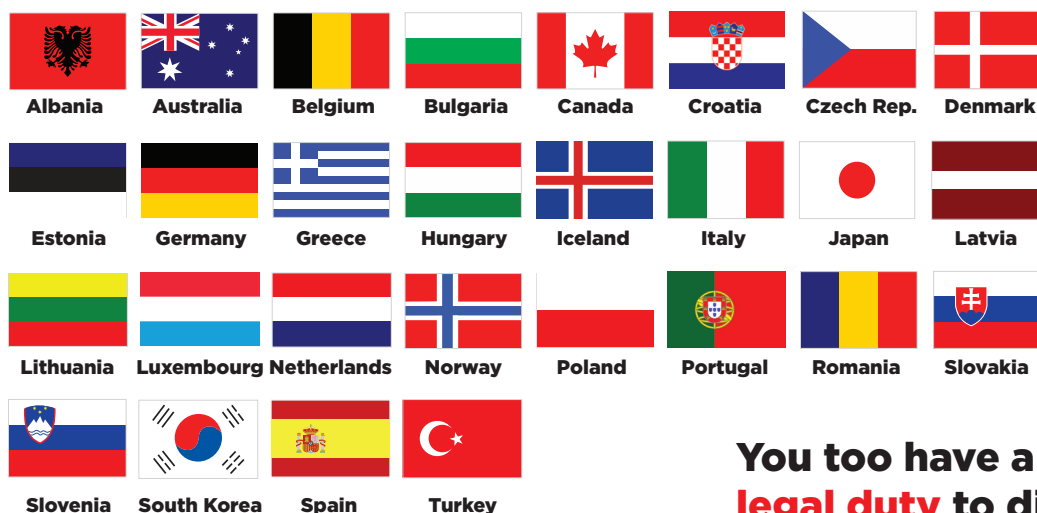 Albania Australia Belgium Bulgaria Canada Croatia Czech Rep. Denmark
Estonia Germany Greece Hungary Iceland Italy Japan Latvia
Lithuania Luxembourg Netherlands Norway Poland Portugal Romania Slovakia
You too have a
Slovenia South Korea Spain Turkey
legal duty to di